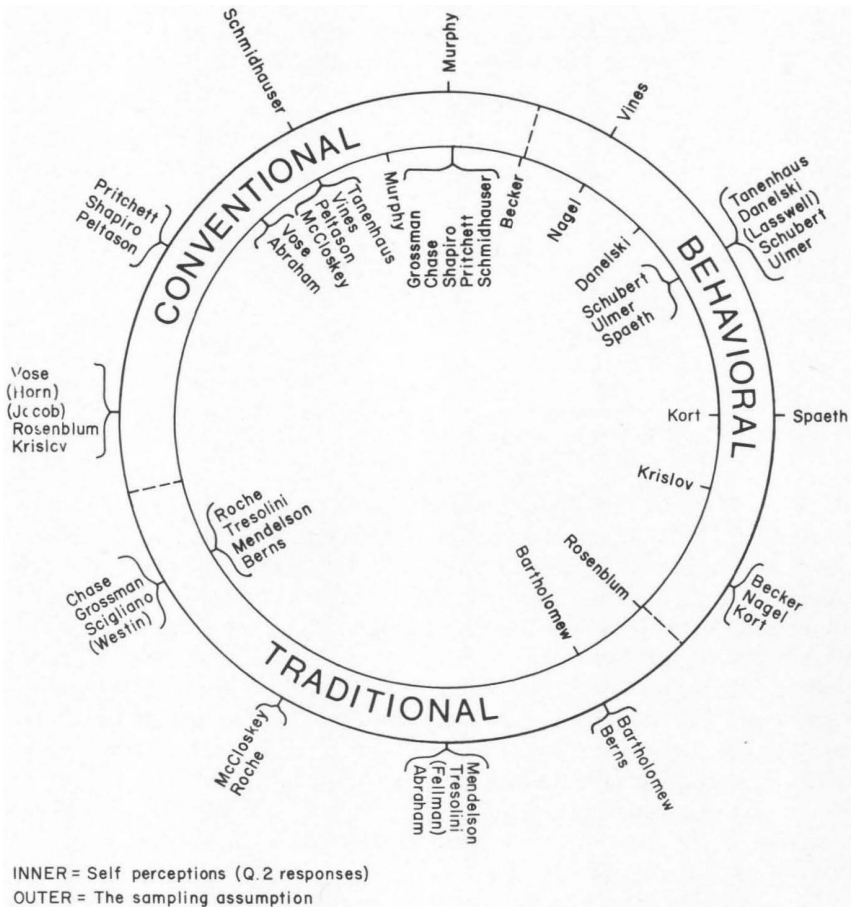 Schmidhauser
Murphy
Vines
Pritchett
Shapiro
Peltason
Tanenhaus
Danelski
(Lasswell)
Schubert
Ulmer
CONVENTIONAL
BEHAVIORAL
TRADITIONAL
Vose
Abraham
Tanenhaus
Vines
Peltason
McCloskey
Murphy
Grossman
Chase
Shapiro
Pritchett
Schmidhauser
Becker
Nagel
Danelski
Schubert
Ulmer
Spaeth
Kort
Krislov
Rosenblum
Bartholomew
Roche
Tresolini
Mendelson
Berns
Vose
(Horn)
(Jacob)
Rosenblum
Krislov
Spaeth
Chase
Grossman
Scigliano
(Westin)
Becker
Nagel
Kort
McCloskey
Roche
Mendelson
Tresolini
(Fellman)
Abraham
Bartholomew
Berns
INNER = Self perceptions (Q.2 responses)
OUTER = The sampling assumption